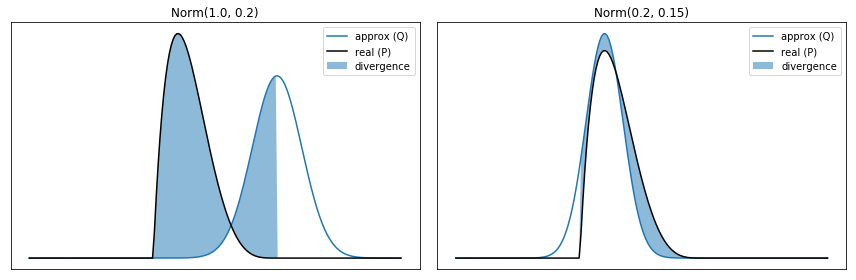 Norm(1.0, 0.2)
approx (Q)
real (P)
divergence
Norm(0.2, 0.15)
approx (Q)
real (P)
divergence